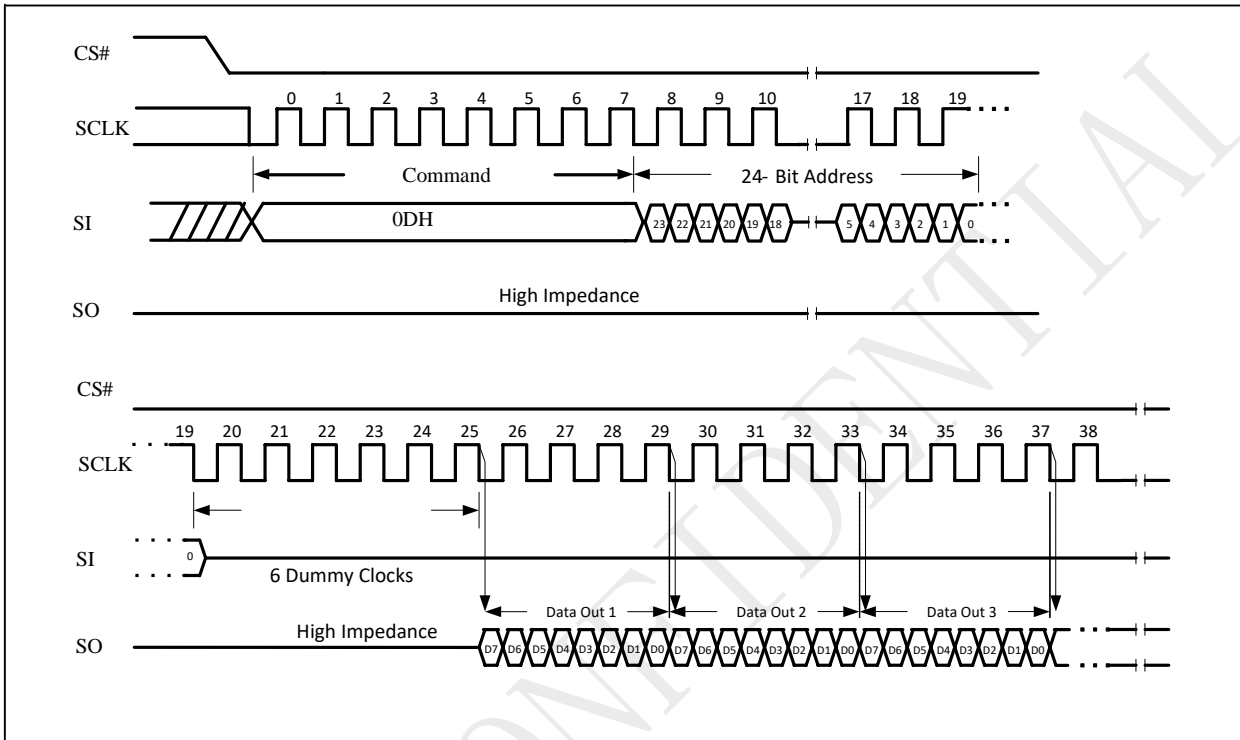 CS#
0 1 2 3 4 5 6 7 8 9 10 17 18 19
SCLK
Command 24- Bit Address
SI 0DH 23 22 21 20 19 18 5 4 3 2 1 0
High Impedance
SO
CS#
19 20 21 22 23 24 25 26 27 28 29 30 31 32 33 34 35 36 37 38
SCLK
SI 0
6 Dummy Clocks
Data Out 1 Data Out 2 Data Out 3
High Impedance
SO D7 D6 D5 D4 D3 D2 D1 D0 D7 D6 D5 D4 D3 D2 D1 D0 D7 D6 D5 D4 D3 D2 D1 D0
ONFIDENTIAL